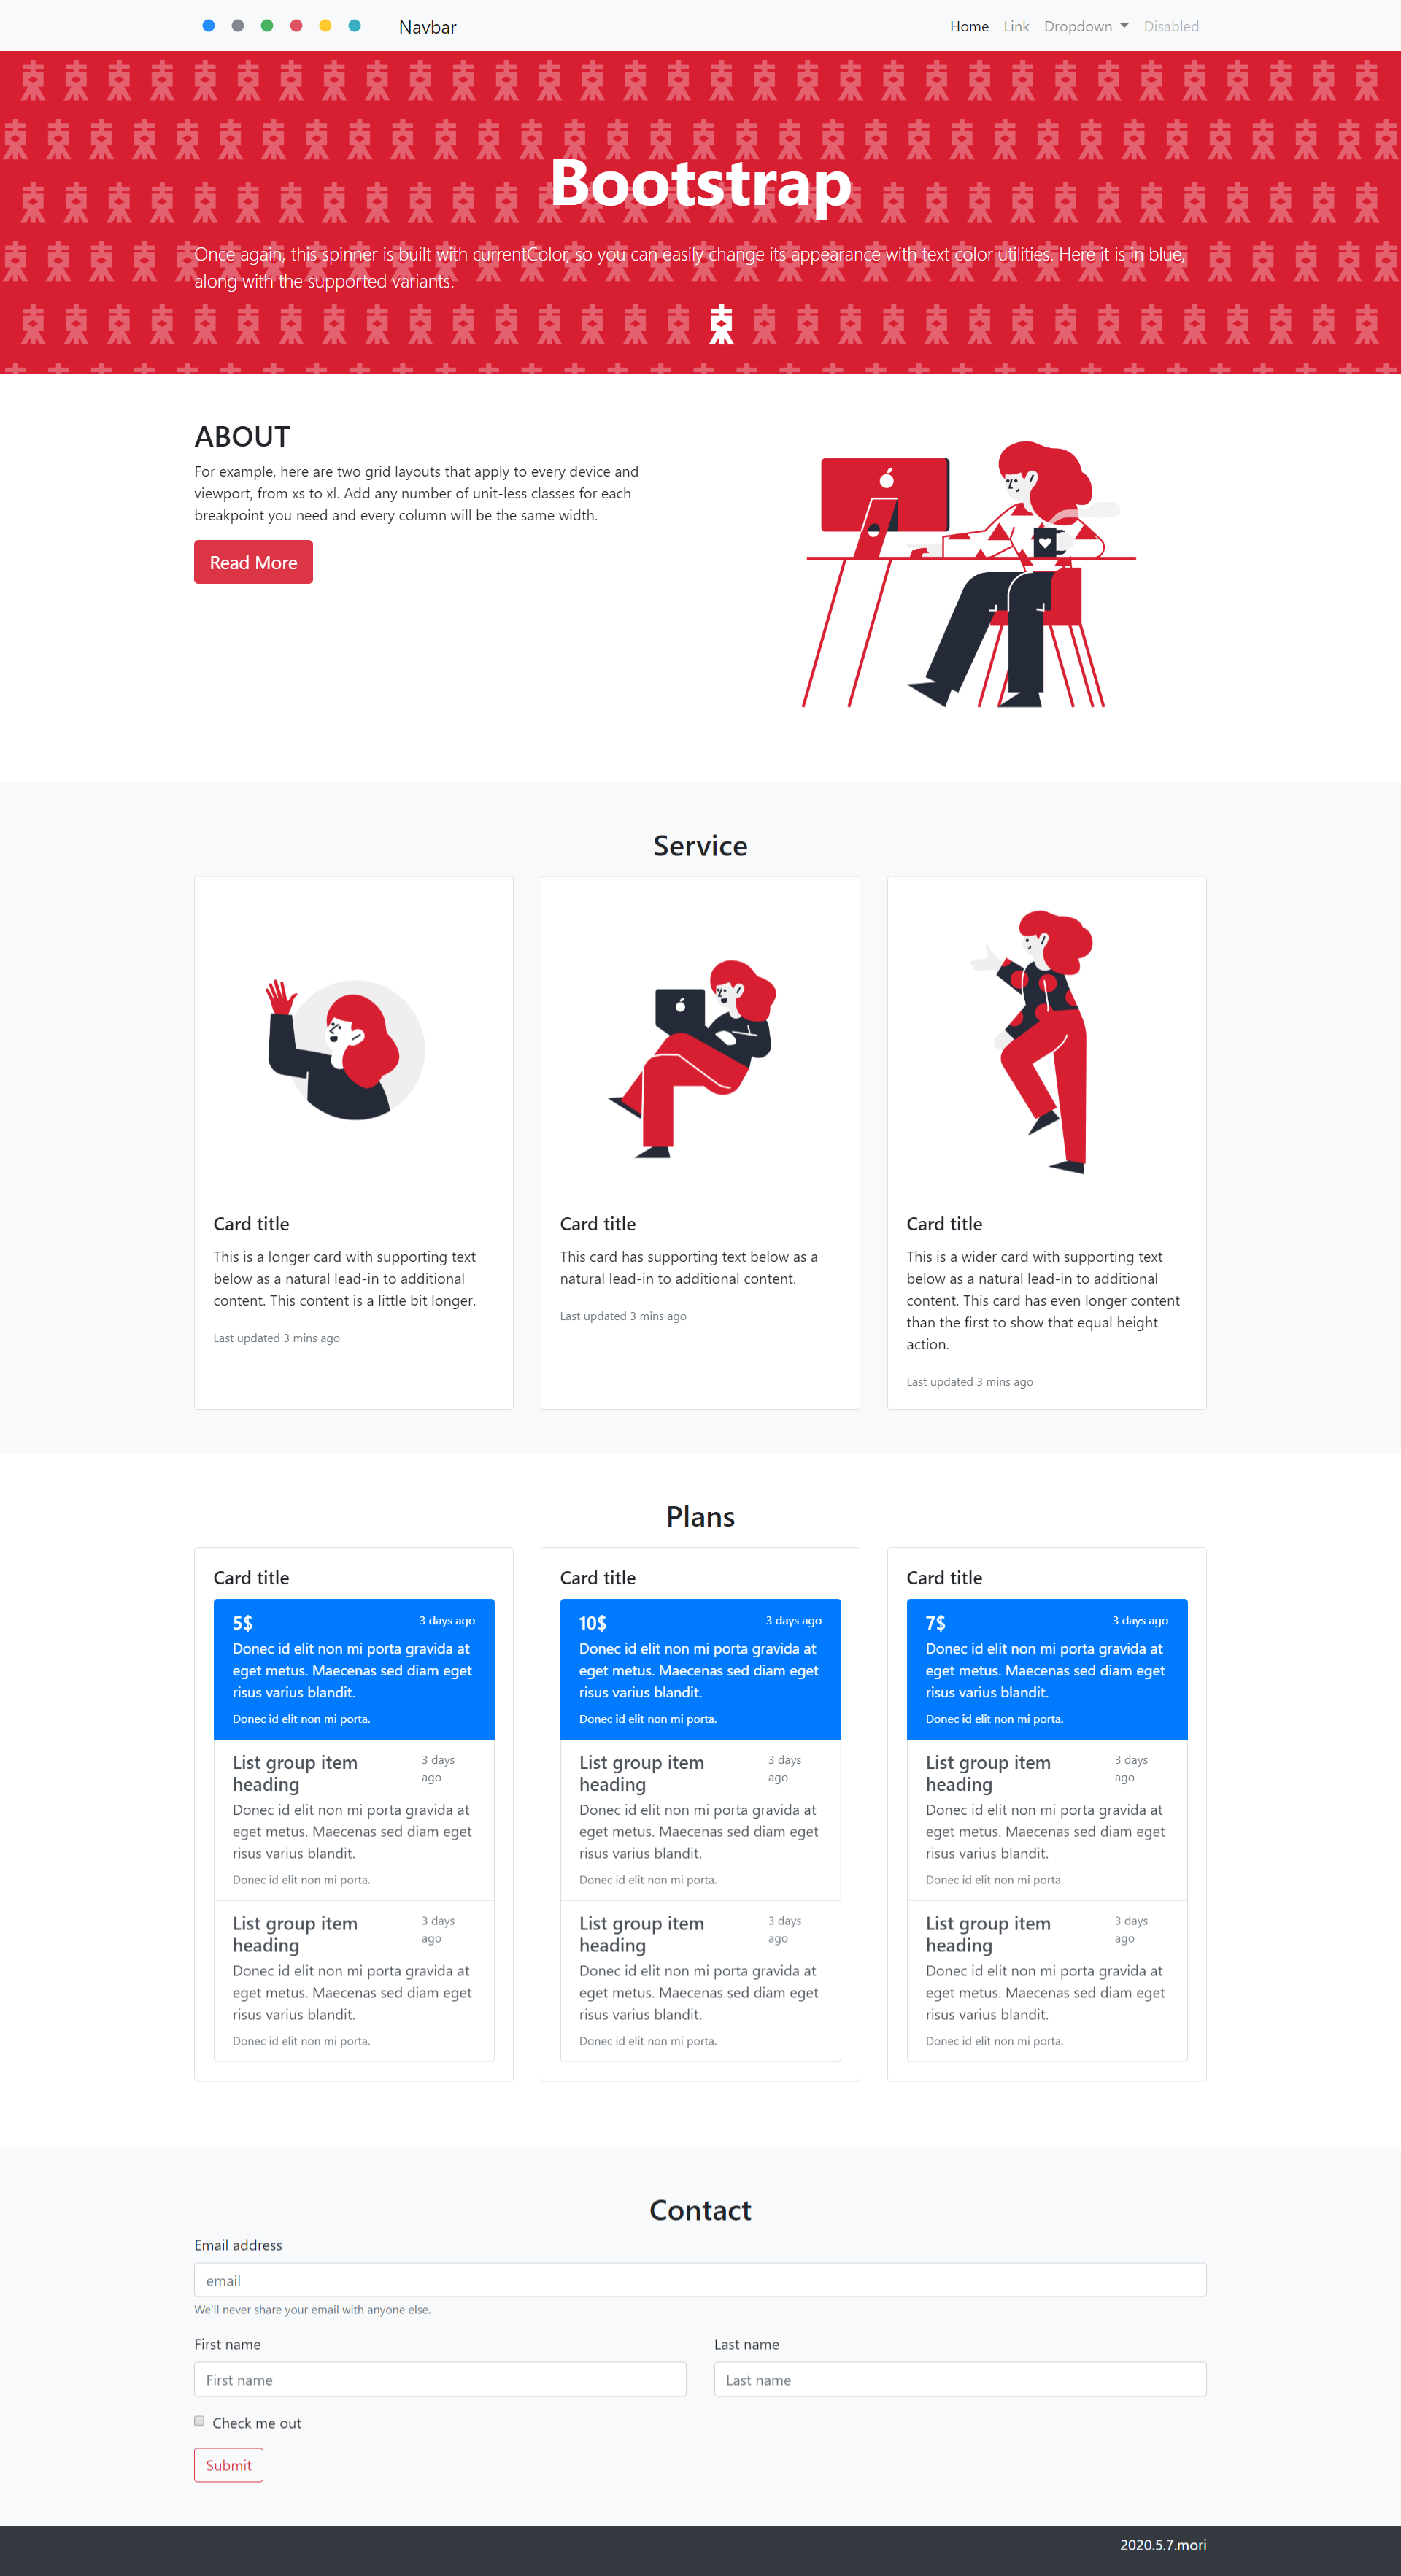 Navbar
Home Link Dropdown Disabled
Bootstrap
Once again, this spinner is built with currentColor, so you can easily change its appearance with text color utilities. Here it is in blue,
along with the supported variants.
ABOUT
For example, here are two grid layouts that apply to every device and
viewport, from xs to xl. Add any number of unit-less classes for each
breakpoint you need and every column will be the same width.
Read More
Service
Card title
This is a longer card with supporting text
below as a natural lead-in to additional
content. This content is a little bit longer.
Last updated 3 mins ago
Card title
This card has supporting text below as a
natural lead-in to additional content.
Last updated 3 mins ago
Card title
This is a wider card with supporting text
below as a natural lead-in to additional
content. This card has even longer content
than the first to show that equal height
action.
Last updated 3 mins ago
Plans
Card title
5$ 3 days ago
Donec id elit non mi porta gravida at
eget metus. Maecenas sed diam eget
risus varius blandit.
Donec id elit non mi porta.
List group item
heading
3 days
ago
Donec id elit non mi porta gravida at
eget metus. Maecenas sed diam eget
risus varius blandit.
Donec id elit non mi porta.
List group item
heading
3 days
ago
Donec id elit non mi porta gravida at
eget metus. Maecenas sed diam eget
risus varius blandit.
Donec id elit non mi porta.
Card title
10$ 3 days ago
Donec id elit non mi porta gravida at
eget metus. Maecenas sed diam eget
risus varius blandit.
Donec id elit non mi porta.
List group item
heading
3 days
ago
Donec id elit non mi porta gravida at
eget metus. Maecenas sed diam eget
risus varius blandit.
Donec id elit non mi porta.
List group item
heading
3 days
ago
Donec id elit non mi porta gravida at
eget metus. Maecenas sed diam eget
risus varius blandit.
Donec id elit non mi porta.
Card title
7$ 3 days ago
Donec id elit non mi porta gravida at
eget metus. Maecenas sed diam eget
risus varius blandit.
Donec id elit non mi porta.
List group item
heading
3 days
ago
Donec id elit non mi porta gravida at
eget metus. Maecenas sed diam eget
risus varius blandit.
Donec id elit non mi porta.
List group item
heading
3 days
ago
Donec id elit non mi porta gravida at
eget metus. Maecenas sed diam eget
risus varius blandit.
Donec id elit non mi porta.
Contact
Email address
email
We'll never share your email with anyone else.
First name
First name
Last name
Last name
Check me out
Submit
2020.5.7.mori